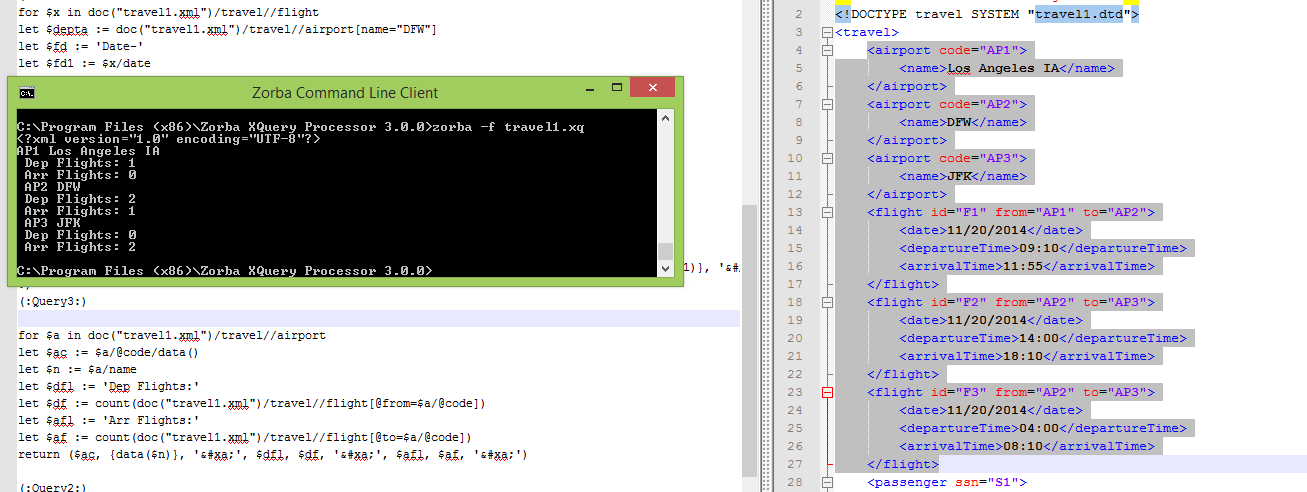 for $x in doc("travel1.xml")/travel//flight
let $depta := doc("travel1.xml")/travel//airport[name="DFW"]
let $fd := 'Date-'
let $fd1 := $x/date
Zorba Command Line Client
C:\Program Files (x86)\Zorba XQuery Processor 3.0.0>zorba -f travel1.xq
<?xml version="1.0" encoding="UTF-8"?>
AP1 Los Angeles IA
Dep Flights: 1
Arr Flights: 0
AP2 DFW
Dep Flights: 2
Arr Flights: 1
AP3 JFK
Dep Flights: 0
Arr Flights: 2
C:\Program Files (x86)\Zorba XQuery Processor 3.0.0>
1)}, '&#x
(:Query3:)
for $a in doc("travel1.xml")/travel//airport
let $ac := $a/@code/data()
let $n := $a/name
let $dfl := 'Dep Flights:'
let $df := count(doc("travel1.xml")/travel//flight[@from=$a/@code])
let $afl := 'Arr Flights:'
let $af := count(doc("travel1.xml")/travel//flight[@to=$a/@code])
return ($ac, {data($n)}, '&#xa;', $dfl, $df, '&#xa;', $afl, $af, '&#xa;')
(:Query2:)
2 <!DOCTYPE travel SYSTEM "travel1.dtd">
3 <travel>
4 <airport code="AP1">
5 <name>Los Angeles IA</name>
6 </airport>
7 <airport code="AP2">
8 <name>DFW</name>
9 </airport>
10 <airport code="AP3">
11 <name>JFK</name>
12 </airport>
13 <flight id="F1" from="AP1" to="AP2">
14 <date>11/20/2014</date>
15 <departureTime>09:10</departureTime>
16 <arrivalTime>11:55</arrivalTime>
17 </flight>
18 <flight id="F2" from="AP2" to="AP3">
19 <date>11/20/2014</date>
20 <departureTime>14:00</departureTime>
21 <arrivalTime>18:10</arrivalTime>
22 </flight>
23 <flight id="F3" from="AP2" to="AP3">
24 <date>11/20/2014</date>
25 <departureTime>04:00</departureTime>
26 <arrivalTime>08:10</arrivalTime>
27 </flight>
28 <passenger ssn="S1">